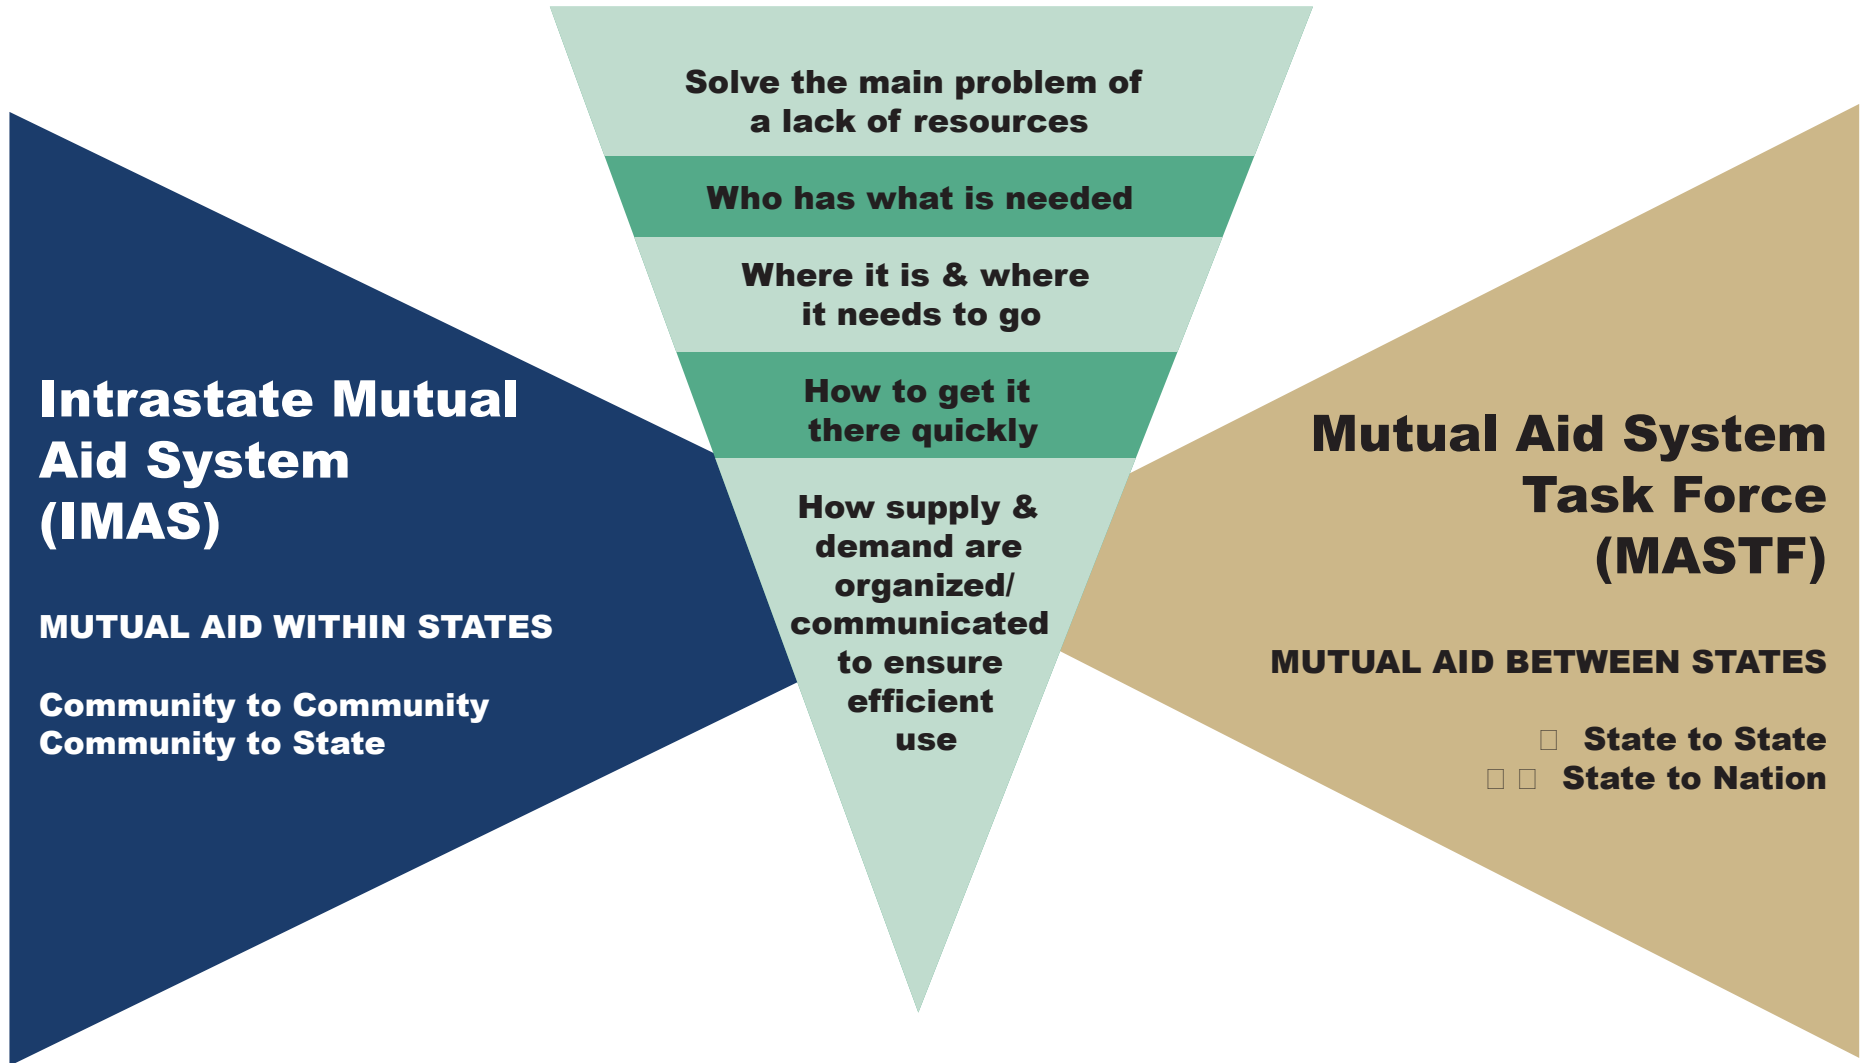 Solve the main problem of
a lack of resources
Who has what is needed
Where it is & where
it needs to go
How to get it
there quickly
How supply &
demand are
organized/
communicated
to ensure
efficient
use
Intrastate Mutual
Aid System
(IMAS)
MUTUAL AID WITHIN STATES
Community to Community
Community to State
Mutual Aid System
Task Force
(MASTF)
MUTUAL AID BETWEEN STATES
□ State to State
□ □ State to Nation